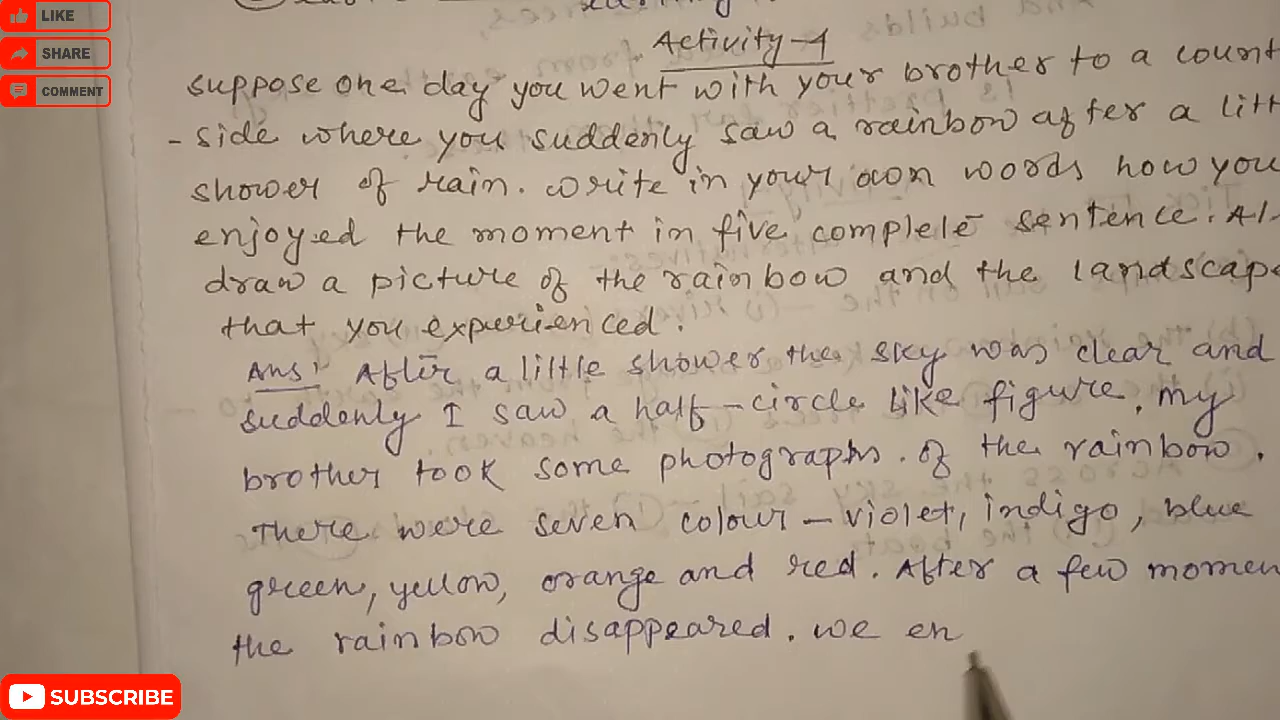 LIKE
SHARE
COMMENT
Activity-1
suppose one day you went with your brother to a count
- side where you suddenly saw a rainbow after a litt
shower of rain. write in your own words how you
enjoyed the moment in five complete sentence. Al
draw a picture of the rainbow and the landscape
that you experienced.
Ans: After a little shower the sky was clear and
suddenly I saw a half-circle like figure. My
brother took some photographs. of the rainbow.
There were seven colour - violet, indigo, blue
green, yellow, orange and red. After a few momen
the rainbow disappeared. we en
SUBSCRIBE